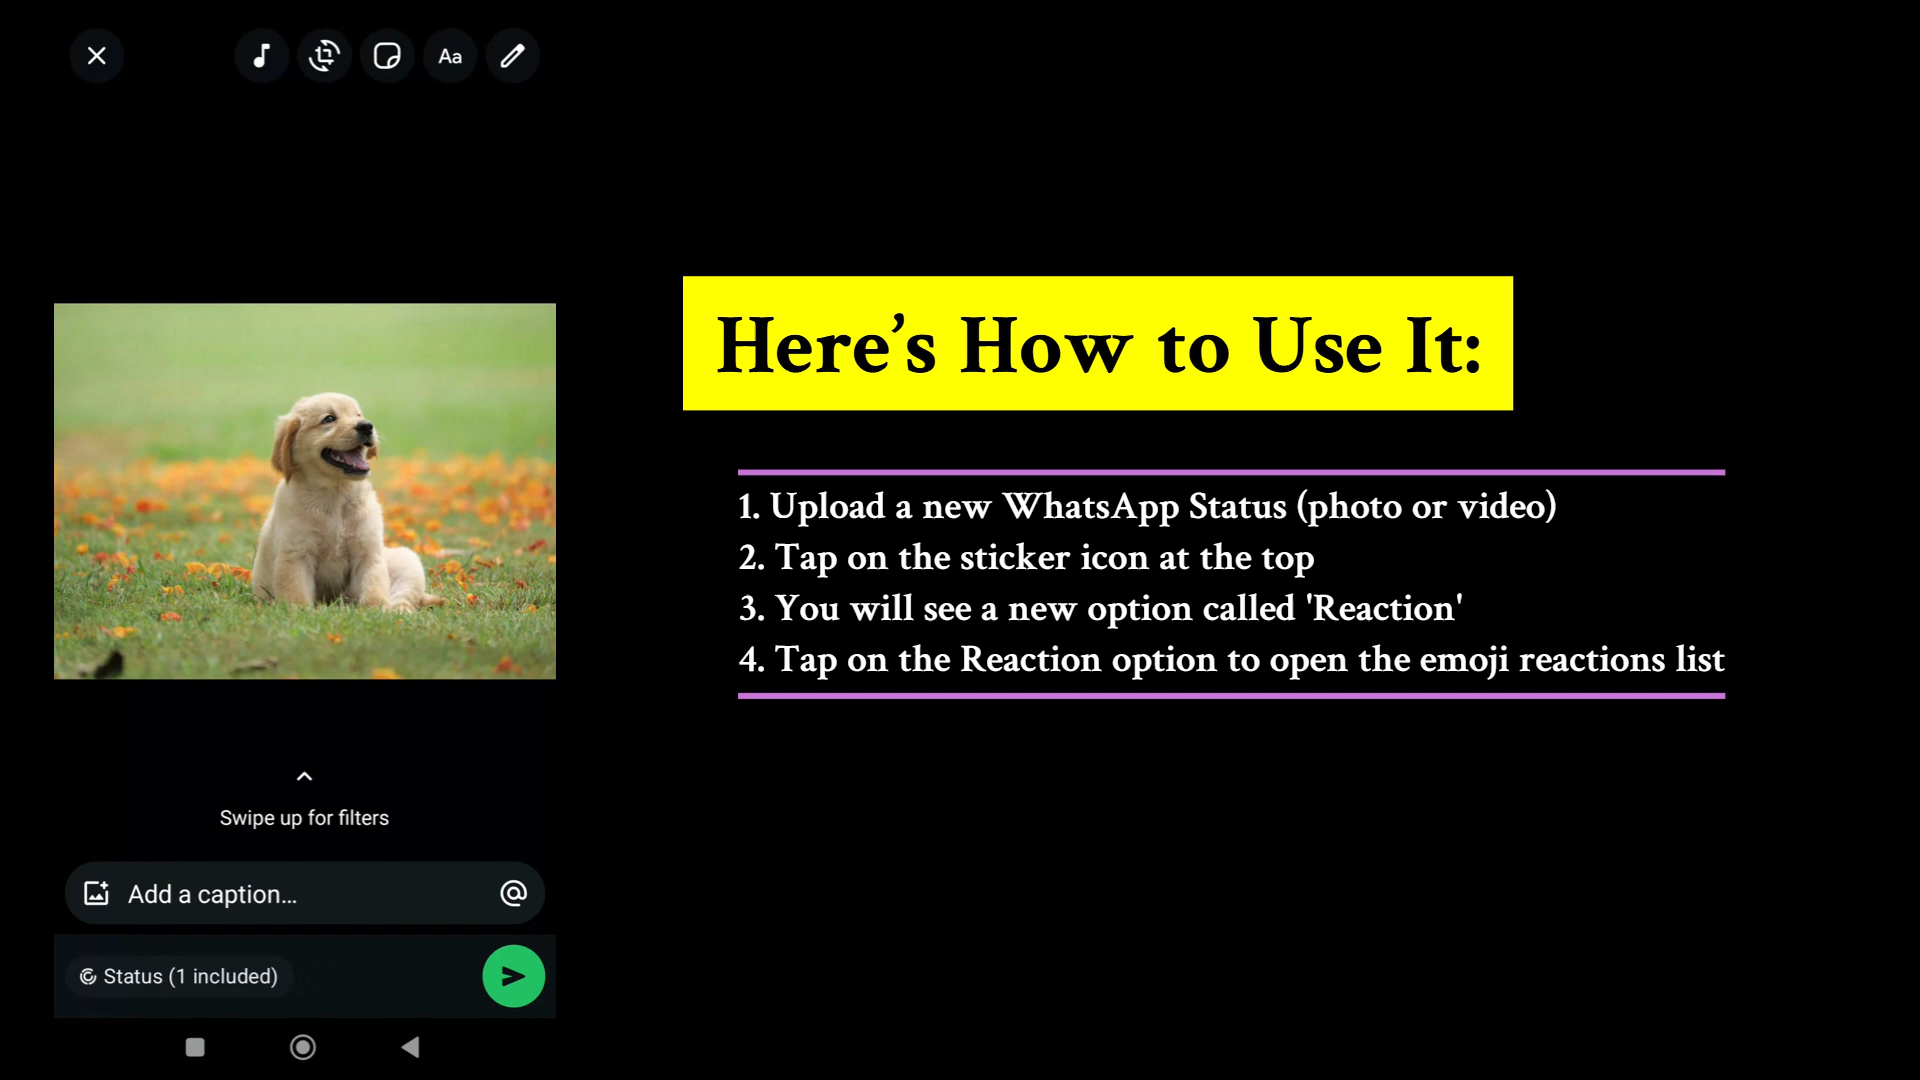 Aa
Here’s How to Use It:
1. Upload a new WhatsApp Status (photo or video)
2. Tap on the sticker icon at the top
3. You will see a new option called 'Reaction'
4. Tap on the Reaction option to open the emoji reactions list
Swipe up for filters
Add a caption...
Status (1 included)